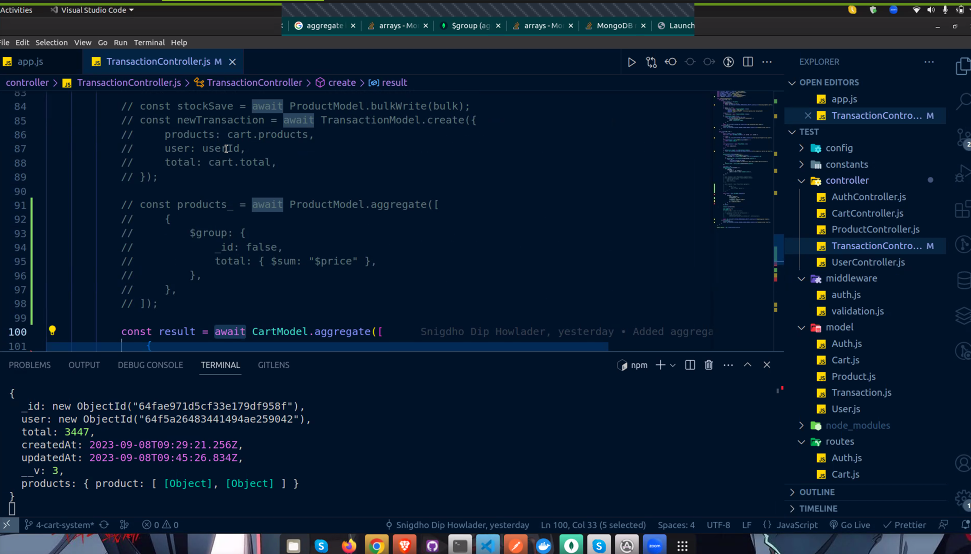 Activities
Visual Studio Code
aggregate
arrays - Mo
$group (ag
arrays - Mo
MongoDB
Launch
File Edit Selection View Go Run Terminal Help
app.js
TransactionController.js M
controller > TransactionController.js > TransactionController > create > result
83
84 // const stockSave = await ProductModel.bulkWrite(bulk);
85 // const newTransaction = await TransactionModel.create({
86 // products: cart.products,
87 // user: userId,
88 // total: cart.total,
89 // });
90
91 // const products_ = await ProductModel.aggregate([
92 // {
93 // $group: {
94 // _id: false,
95 // total: { $sum: "$price" },
96 // },
97 // },
98 // ]);
99
100 const result = await CartModel.aggregate([ Snigdho Dip Howlader, yesterday • Added aggrega
101 {
EXPLORER
OPEN EDITORS
app.js
TransactionContro... M
TEST
config
constants
controller
AuthController.js
CartController.js
ProductController.js
TransactionContro... M
UserController.js
middleware
auth.js
validation.js
model
Auth.js
Cart.js
Product.js
Transaction.js
User.js
node_modules
routes
Auth.js
Cart.js
OUTLINE
TIMELINE
PROBLEMS OUTPUT DEBUG CONSOLE TERMINAL GITLENS
npm
{
_id: new ObjectId("64fae971d5cf33e179df958f"),
user: new ObjectId("64f5a26483441494ae259042"),
total: 3447,
createdAt: 2023-09-08T09:29:21.256Z,
updatedAt: 2023-09-08T09:45:26.834Z,
__v: 3,
products: { product: [ [Object], [Object] ] }
}
4-cart-system* 0 0 Snigdho Dip Howlader, yesterday Ln 100, Col 33 (5 selected) Spaces: 4 UTF-8 LF {} JavaScript Go Live Prettier